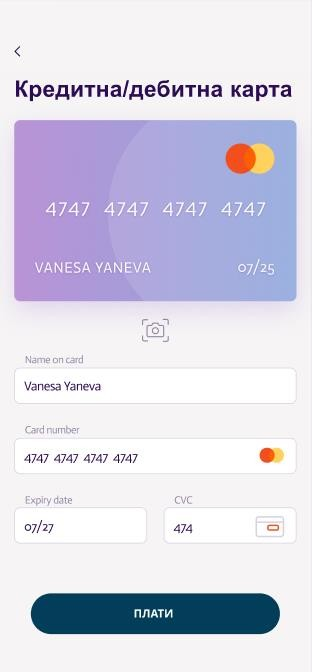 Кредитна/дебитна карта
4747 4747 4747 4747
VANESA YANEVA 07/25
Name on card
Vanesa Yaneva
Card number
4747 4747 4747 4747
Expiry date CVC
07/27 474
ПЛАТИ